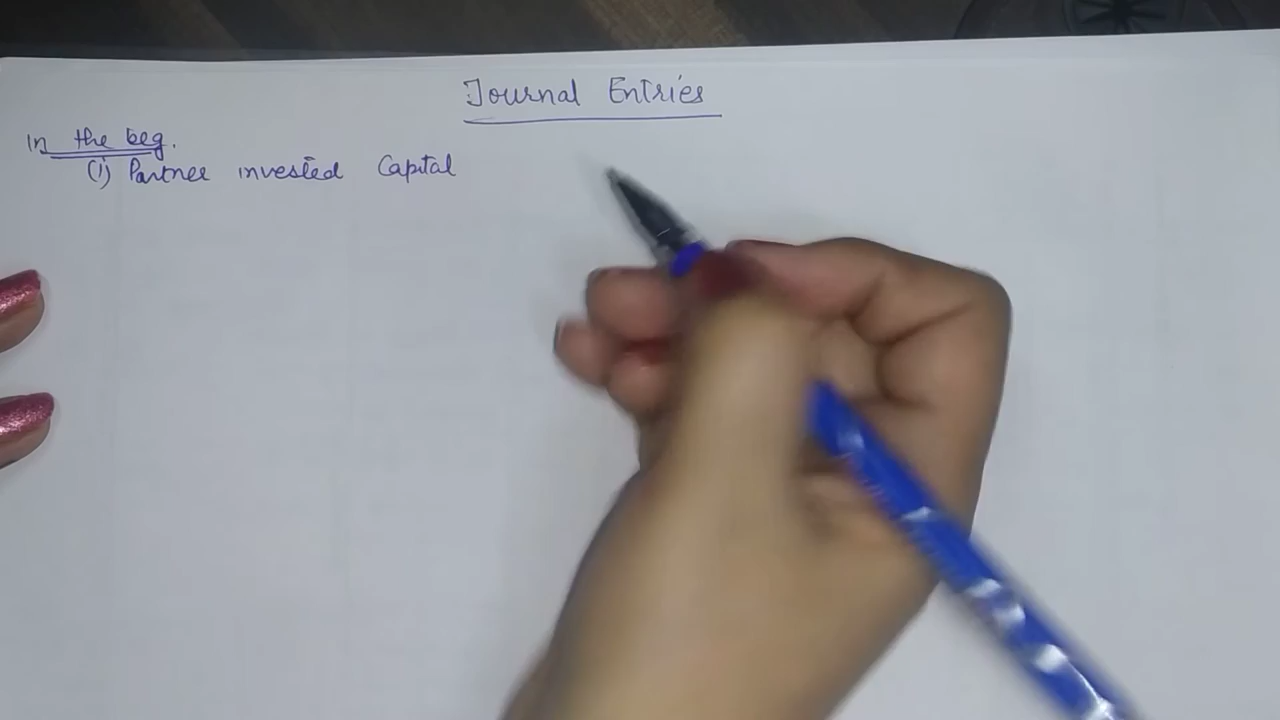 Journal Entries
In the beg.
(i) Partner invested Capital